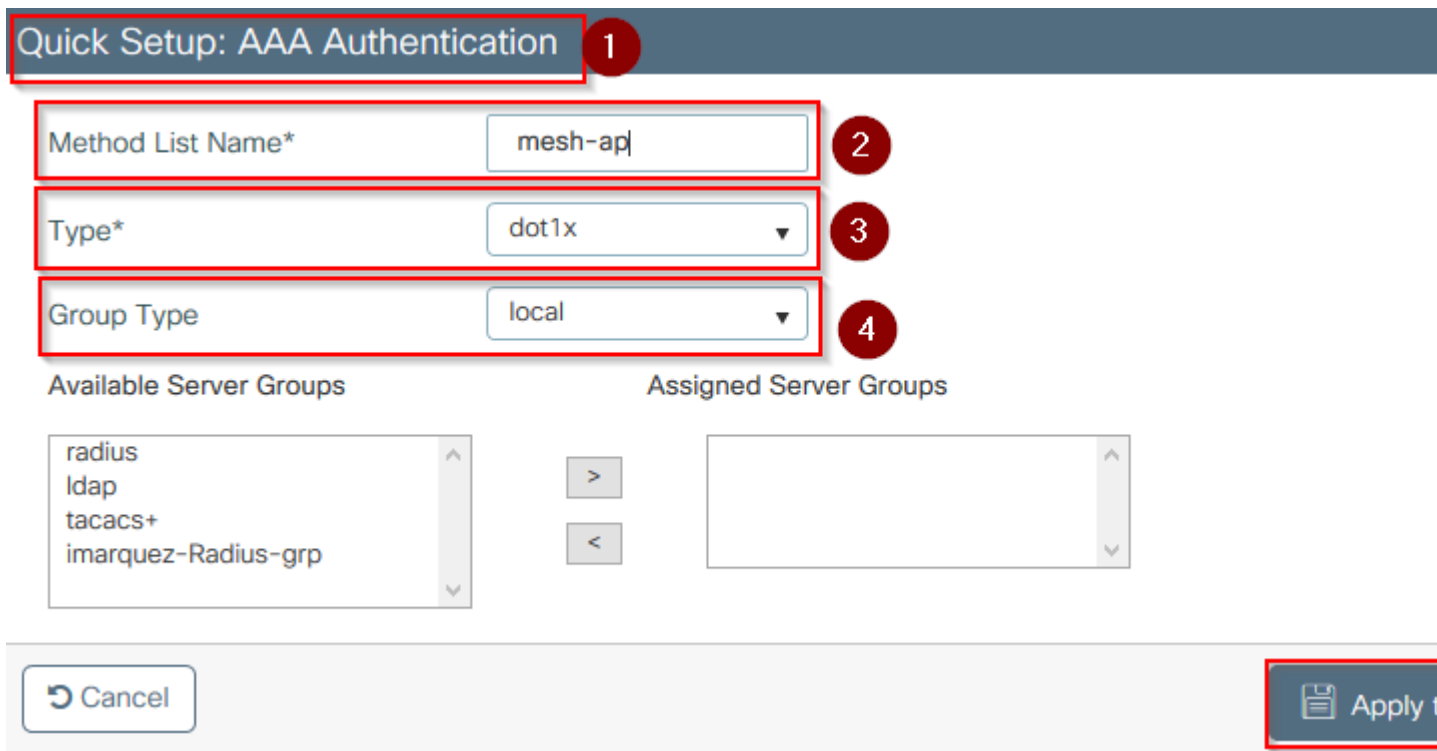 Quick Setup: AAA Authentication 1
Method List Name* mesh-ap 2
Type* dot1x 3
Group Type local 4
Available Server Groups Assigned Server Groups
radius
ldap
tacacs+
imarquez-Radius-grp
>
<
Cancel Apply